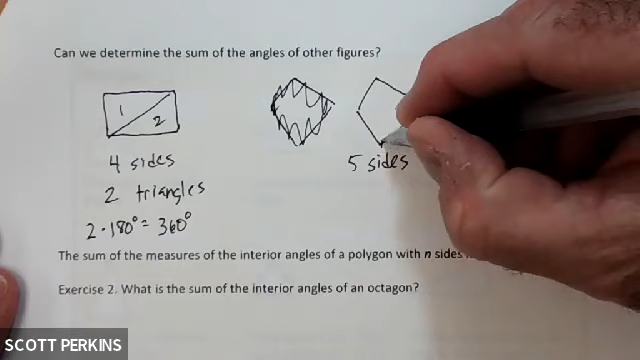 Can we determine the sum of the angles of other figures?
1
2
4 sides
5 sides
2 triangles
2 · 180° = 360°
The sum of the measures of the interior angles of a polygon with n sides
Exercise 2. What is the sum of the interior angles of an octagon?
SCOTT PERKINS